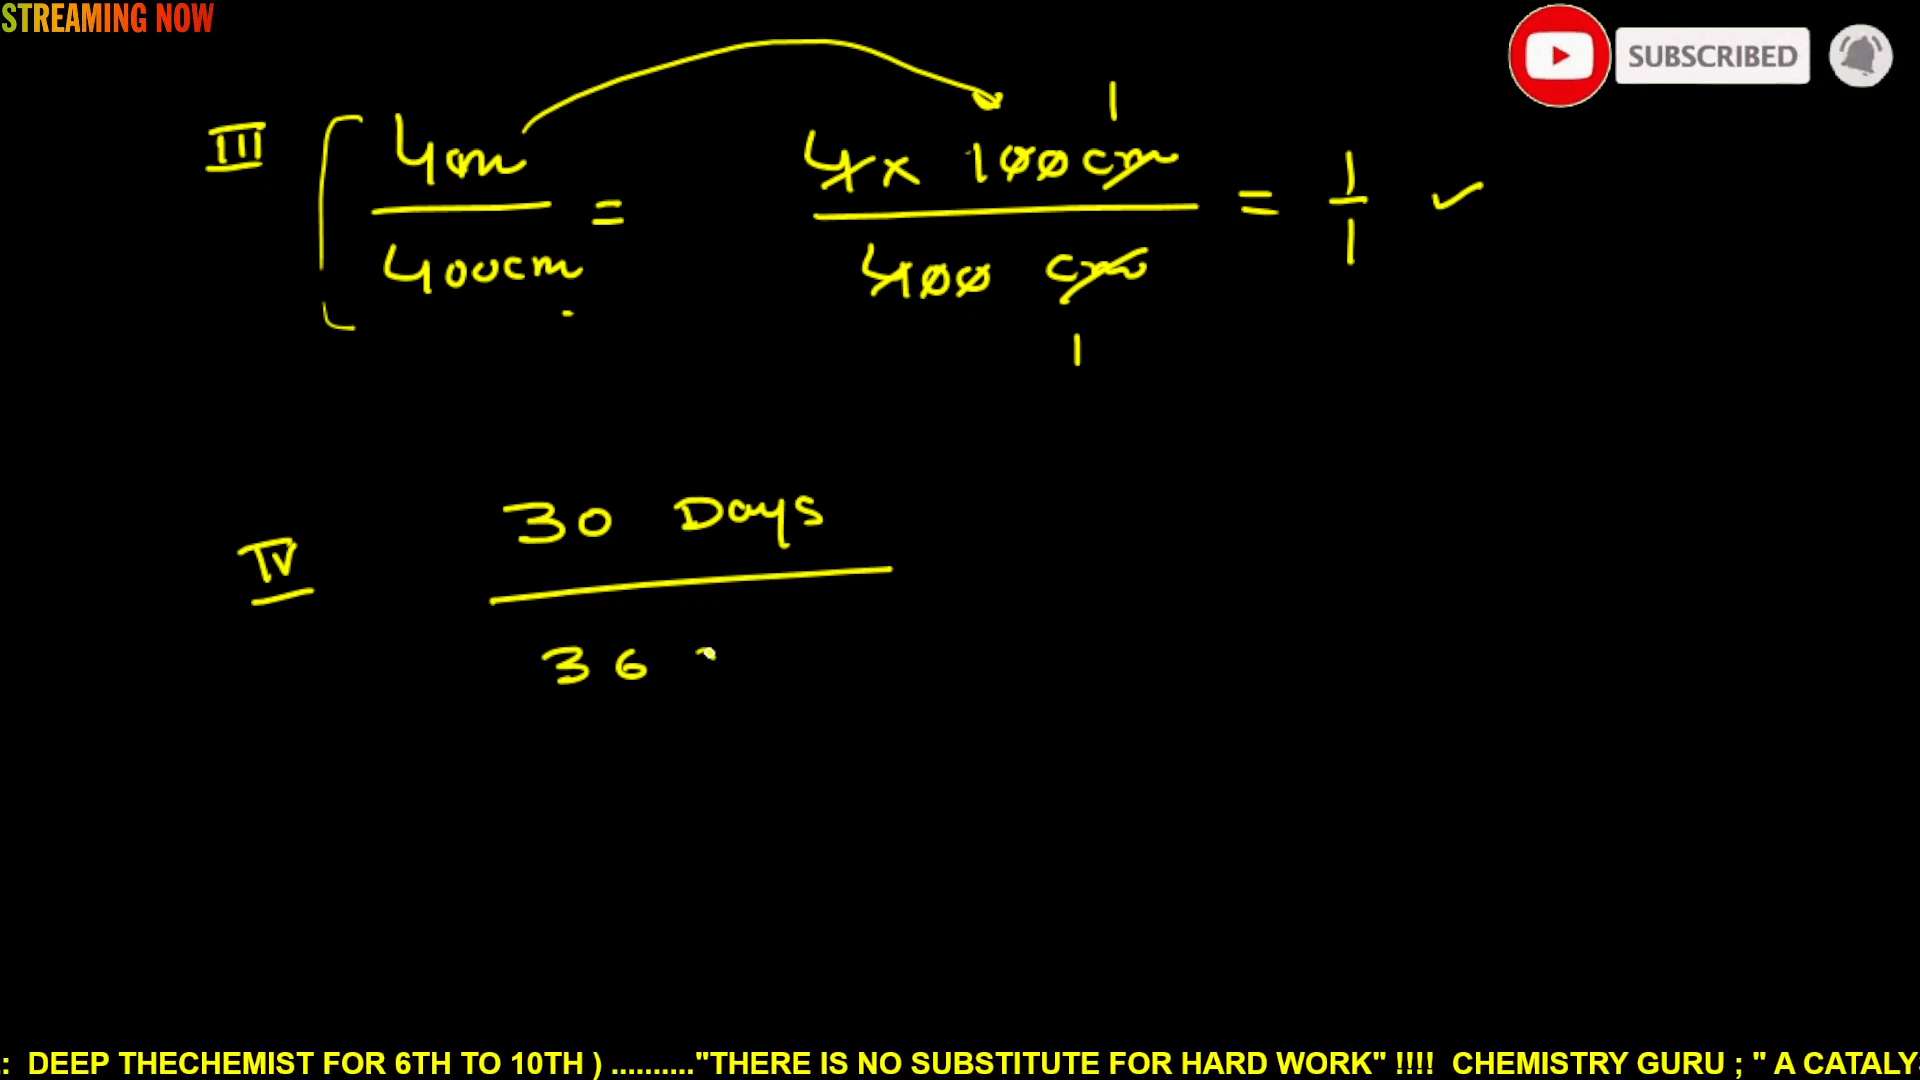 STREAMING NOW
SUBSCRIBED
III 4m / 400cm = 4 x 100cm / 400 cm = 1/1 ✓
1
1
IV 30 Days
36
: DEEP THECHEMIST FOR 6TH TO 10TH ) .........."THERE IS NO SUBSTITUTE FOR HARD WORK" !!!! CHEMISTRY GURU ; " A CATALY